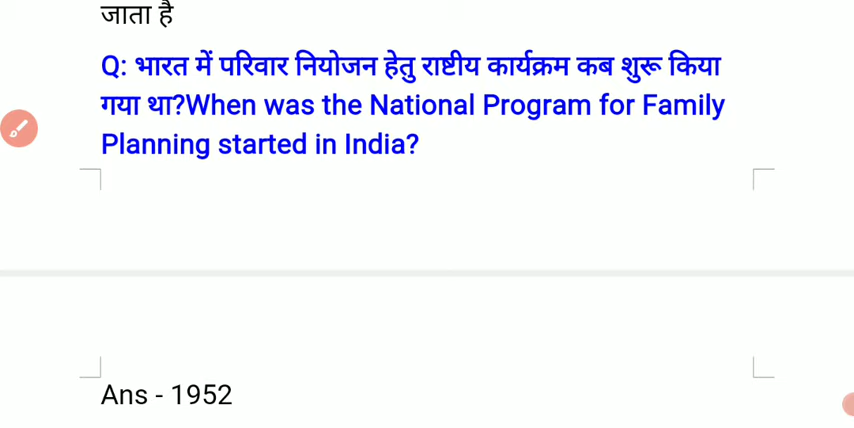 जाता है
Q: भारत में परिवार नियोजन हेतु राष्टीय कार्यक्रम कब शुरू किया
गया था?When was the National Program for Family
Planning started in India?
Ans - 1952